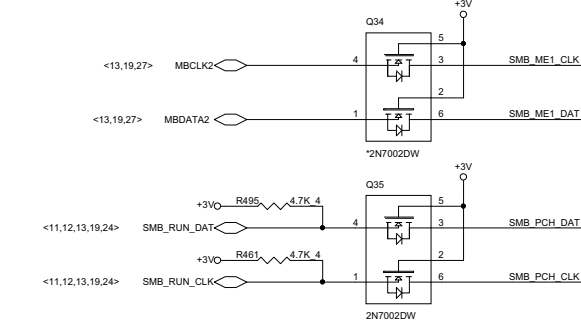 +3V
Q34
5
<13,19,27> MBCLK2 4 3 SMB_ME1_CLK
2
<13,19,27> MBDATA2 1 6 SMB_ME1_DAT
*2N7002DW
+3V
Q35
+3V R495 4.7K_4 5
<11,12,13,19,24> SMB_RUN_DAT 4 3 SMB_PCH_DAT
+3V R461 4.7K_4 2
<11,12,13,19,24> SMB_RUN_CLK 1 6 SMB_PCH_CLK
2N7002DW